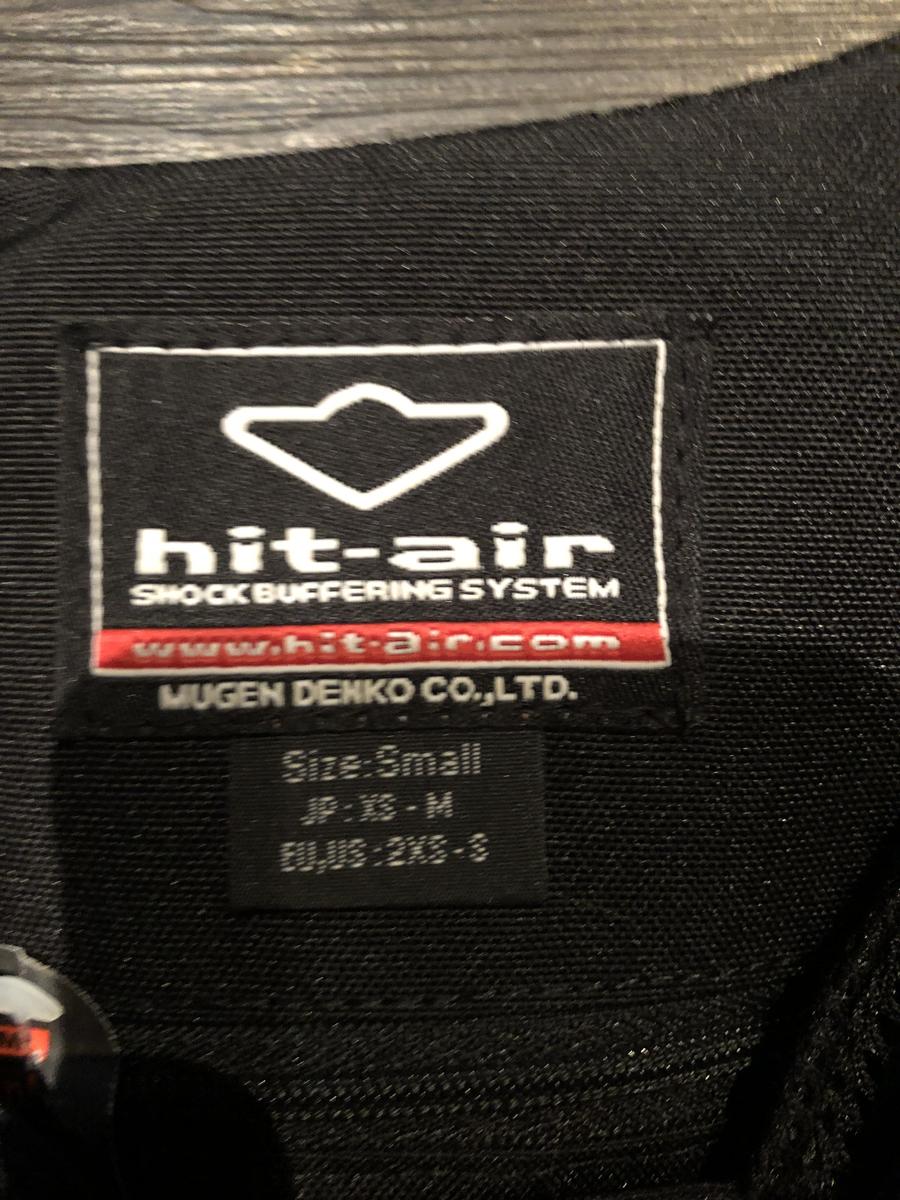 hit-air
SHOCK BUFFERING SYSTEM
www.hit-air.com
MUGEN DENKO CO.,LTD.
Size:Small
JP:XS-M
EU,US:2XS-S